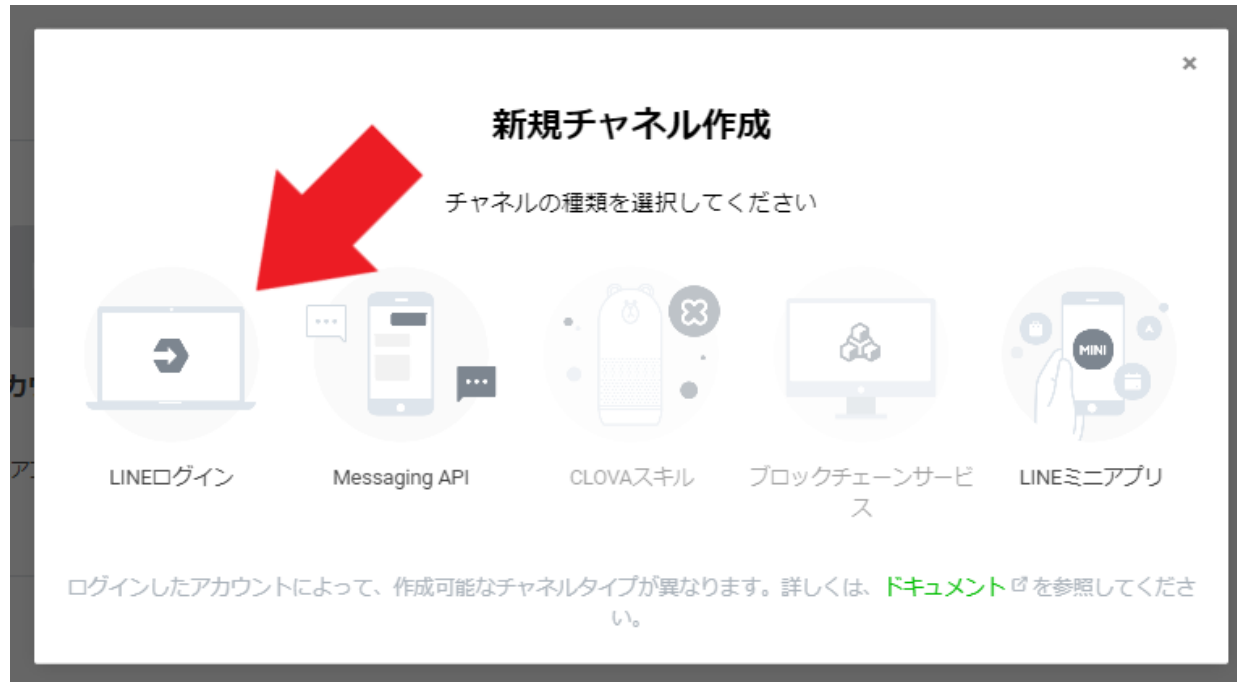 ×
新規チャネル作成
チャネルの種類を選択してください
MINI
LINEログイン
Messaging API
CLOVAスキル
ブロックチェーンサービ
ス
LINEミニアプリ
ログインしたアカウントによって、作成可能なチャネルタイプが異なります。詳しくは、ドキュメントを参照してくださ
い。